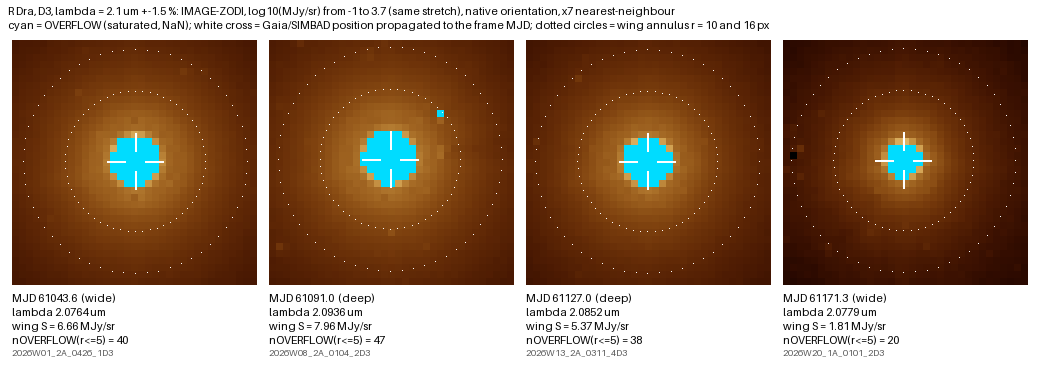 R Dra, D3, lambda = 2.1 um +-1.5 %: IMAGE-ZODI, log10(MJy/sr) from -1 to 3.7 (same stretch), native orientation, x7 nearest-neighbour
cyan = OVERFLOW (saturated, NaN); white cross = Gaia/SIMBAD position propagated to the frame MJD; dotted circles = wing annulus r = 10 and 16 px
MJD 61043.6 (wide)
lambda 2.0764 um
wing S = 6.66 MJy/sr
nOVERFLOW(r<=5) = 40
2026W01_2A_0426_1D3
MJD 61091.0 (deep)
lambda 2.0936 um
wing S = 7.96 MJy/sr
nOVERFLOW(r<=5) = 47
2026W08_2A_0104_2D3
MJD 61127.0 (deep)
lambda 2.0852 um
wing S = 5.37 MJy/sr
nOVERFLOW(r<=5) = 38
2026W13_2A_0311_4D3
MJD 61171.3 (wide)
lambda 2.0779 um
wing S = 1.81 MJy/sr
nOVERFLOW(r<=5) = 20
2026W20_1A_0101_2D3